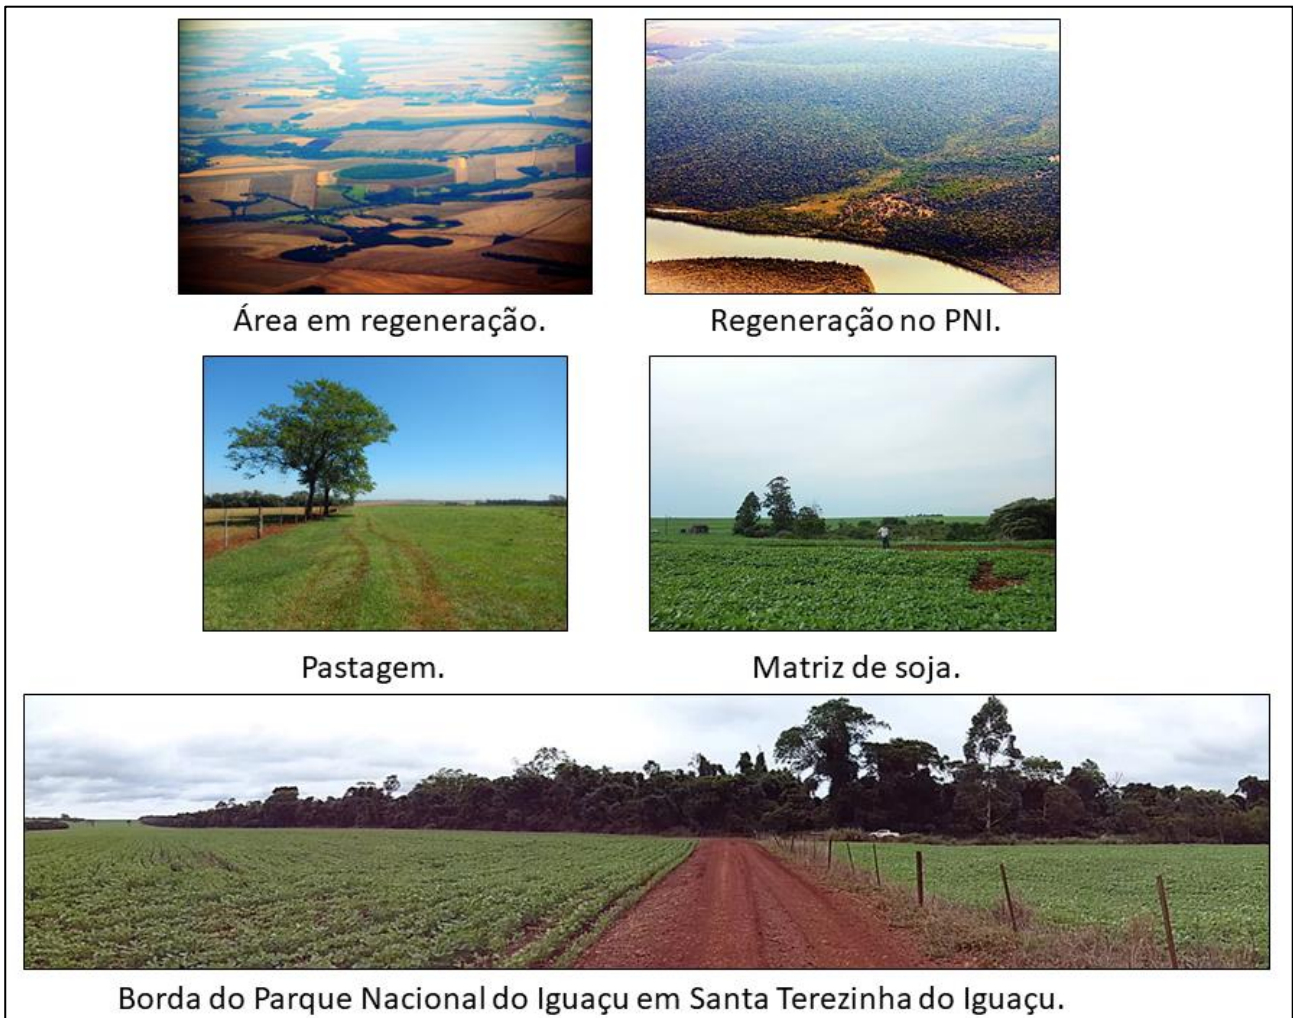 Área em regeneração.
Regeneração no PNI.
Pastagem.
Matriz de soja.
Borda do Parque Nacional do Iguaçu em Santa Terezinha do Iguaçu.